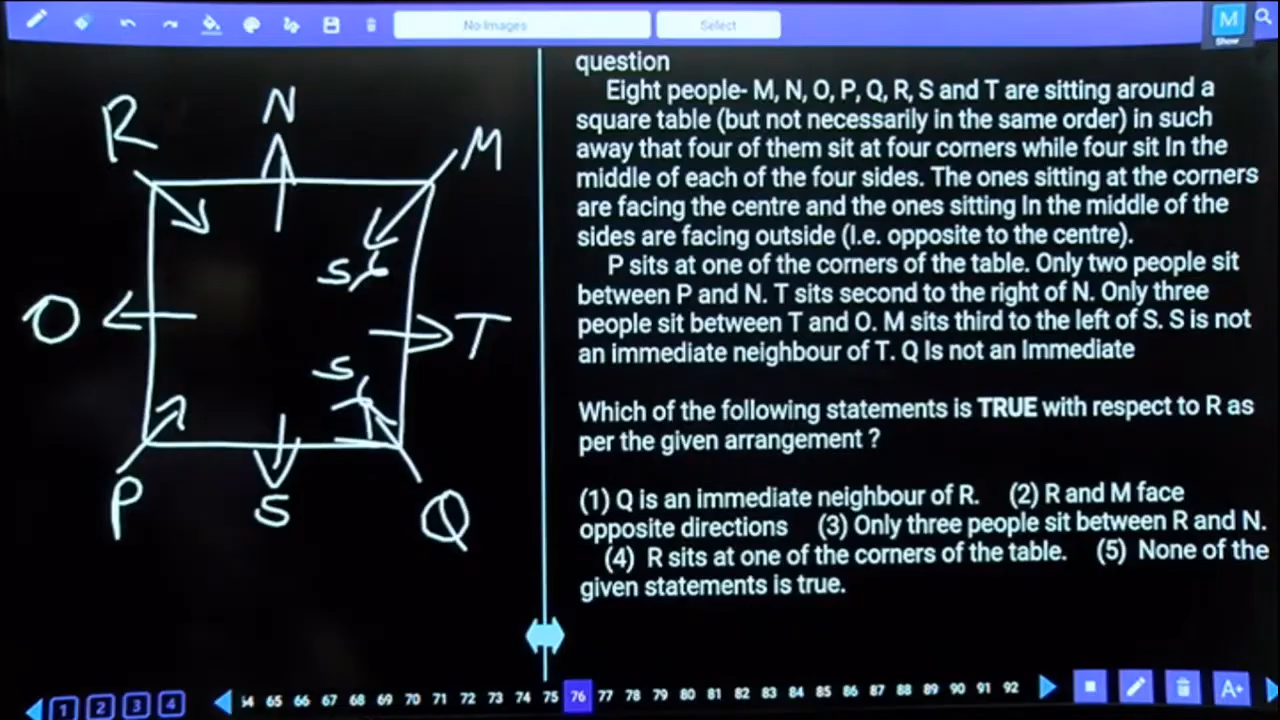 No Images
Select
M
Show
question
Eight people- M, N, O, P, Q, R, S and T are sitting around a
square table (but not necessarily in the same order) in such
away that four of them sit at four corners while four sit In the
middle of each of the four sides. The ones sitting at the corners
are facing the centre and the ones sitting In the middle of the
sides are facing outside (I.e. opposite to the centre).
P sits at one of the corners of the table. Only two people sit
between P and N. T sits second to the right of N. Only three
people sit between T and O. M sits third to the left of S. S is not
an immediate neighbour of T. Q Is not an Immediate
Which of the following statements is TRUE with respect to R as
per the given arrangement ?
(1) Q is an immediate neighbour of R. (2) R and M face
opposite directions (3) Only three people sit between R and N.
(4) R sits at one of the corners of the table. (5) None of the
given statements is true.
R N M
S
O T
S
P S Q
1 2 3 4
65 66 67 68 69 70 71 72 73 74 75 76 77 78 79 80 81 82 83 84 85 86 87 88 89 90 91 92
A+